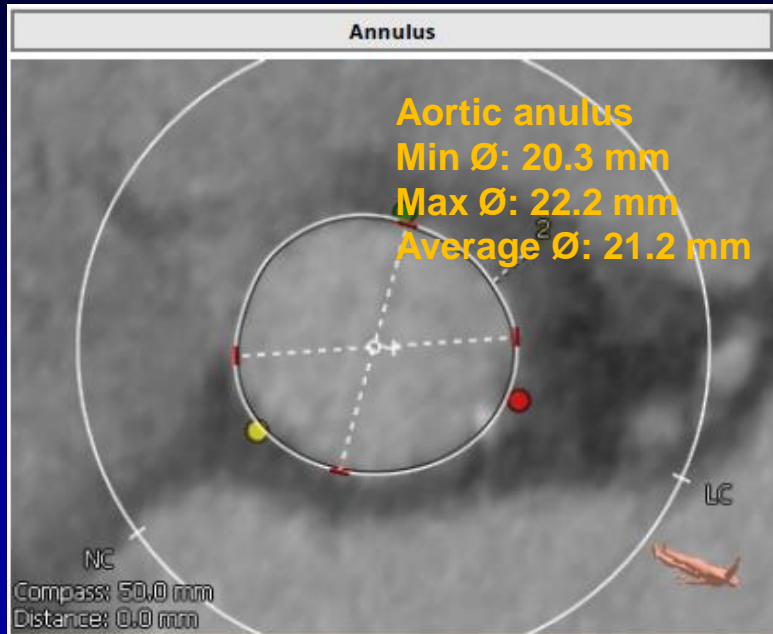 Annulus
Aortic anulus
Min Ø: 20.3 mm
Max Ø: 22.2 mm
Average Ø: 21.2 mm
2
LC
NC
Compass: 50.0 mm
Distance: 0.0 mm